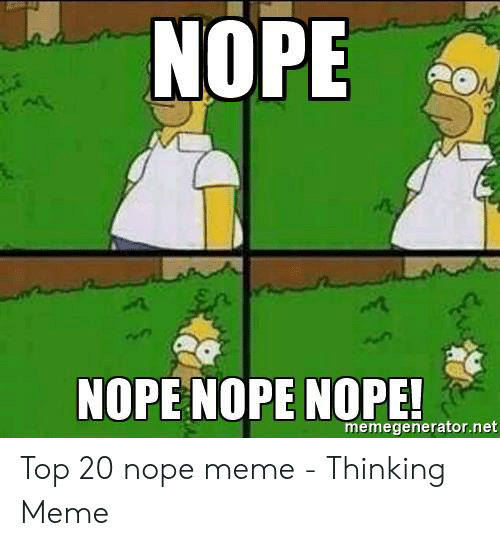 NOPE
NOPE NOPE NOPE!
memegenerator.net
Top 20 nope meme - Thinking
Meme